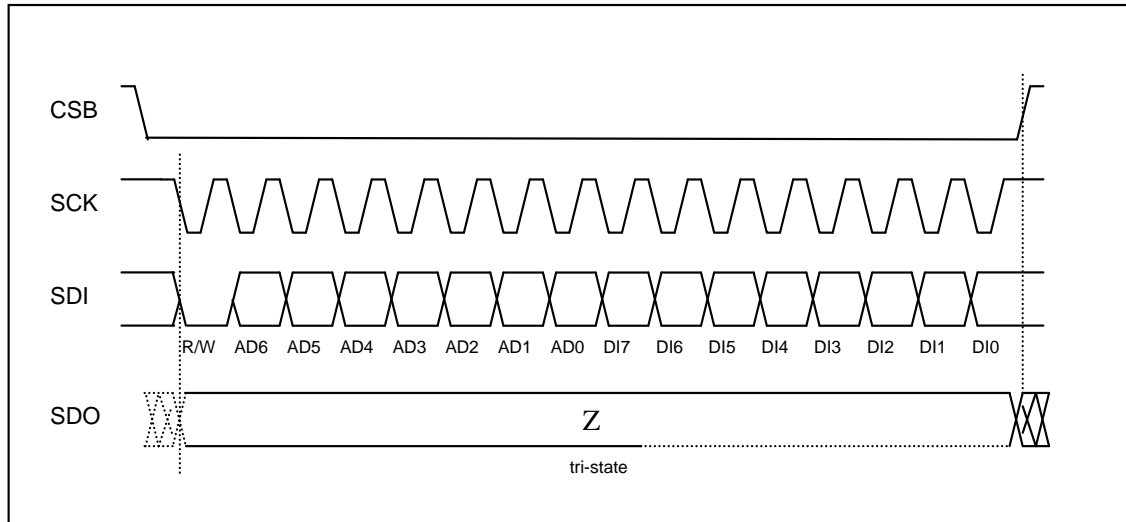 CSB
SCK
SDI
R/W AD6 AD5 AD4 AD3 AD2 AD1 AD0 DI7 DI6 DI5 DI4 DI3 DI2 DI1 DI0
SDO
Z
tri-state